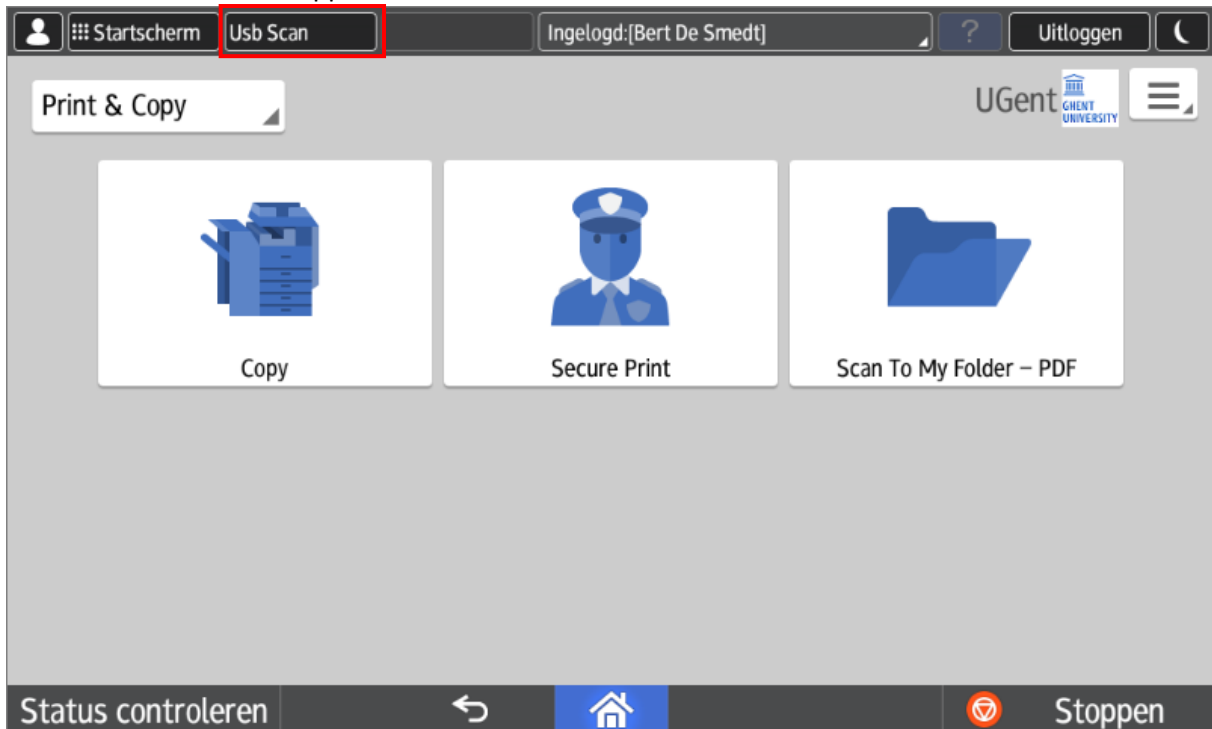 Startscherm Usb Scan Ingelogd:[Bert De Smedt] ? Uitloggen
Print & Copy UGent
GHENT
UNIVERSITY
Copy Secure Print Scan To My Folder – PDF
Status controleren Stoppen